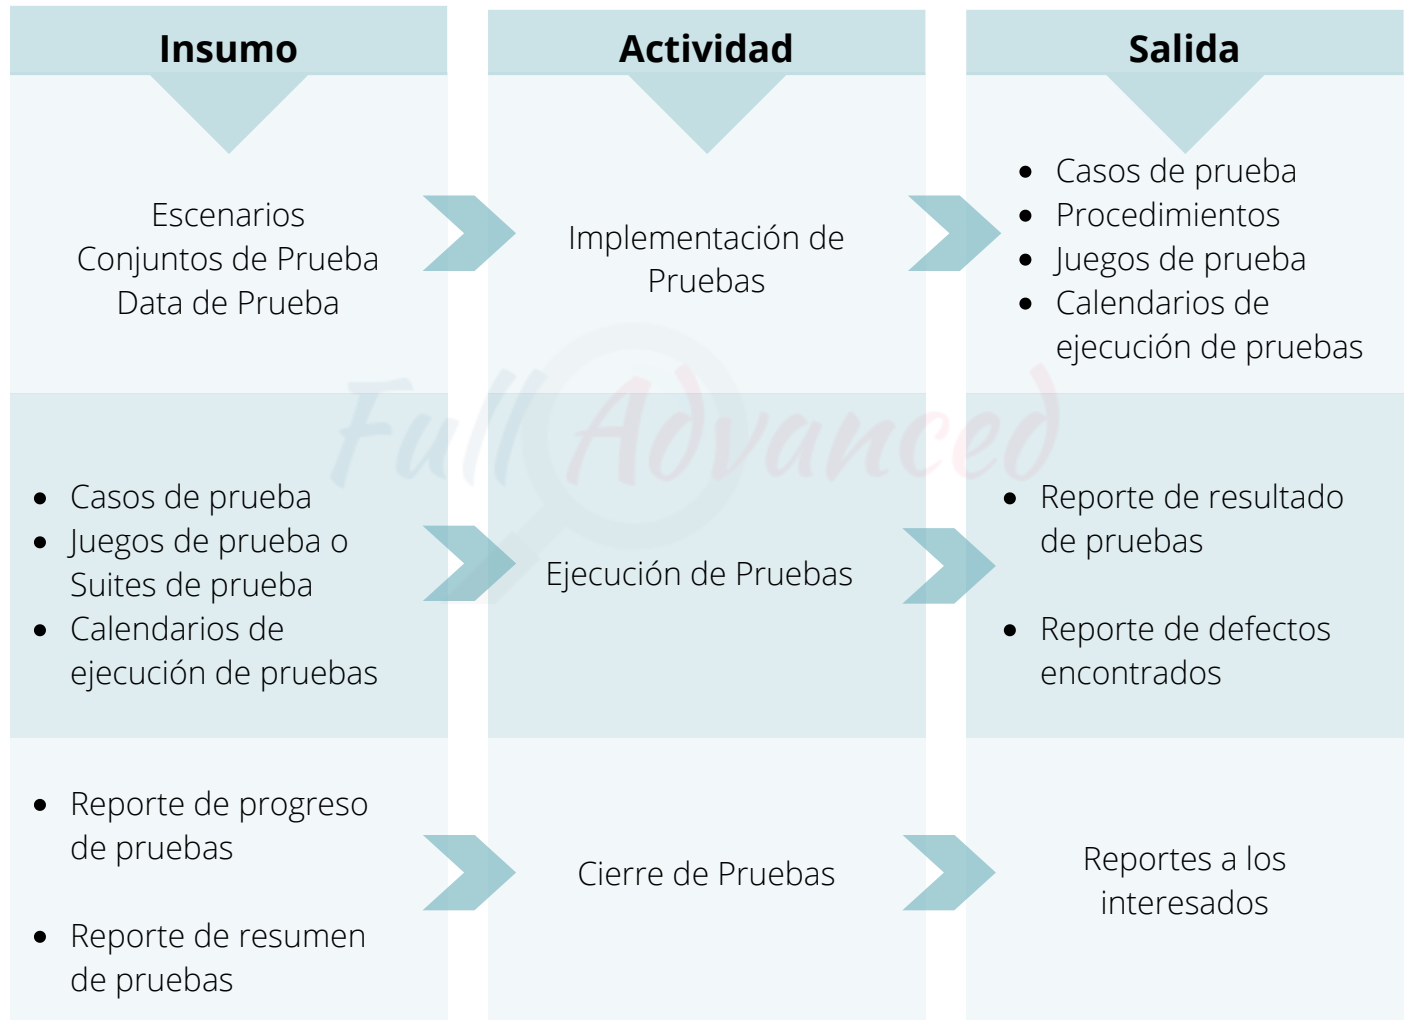 Insumo
Actividad
Salida
Escenarios
Conjuntos de Prueba
Data de Prueba
Implementación de
Pruebas
• Casos de prueba
• Procedimientos
• Juegos de prueba
• Calendarios de
ejecución de pruebas
Full Advanced
• Casos de prueba
• Juegos de prueba o
Suites de prueba
• Calendarios de
ejecución de pruebas
Ejecución de Pruebas
• Reporte de resultado
de pruebas
• Reporte de defectos
encontrados
• Reporte de progreso
de pruebas
• Reporte de resumen
de pruebas
Cierre de Pruebas
Reportes a los
interesados